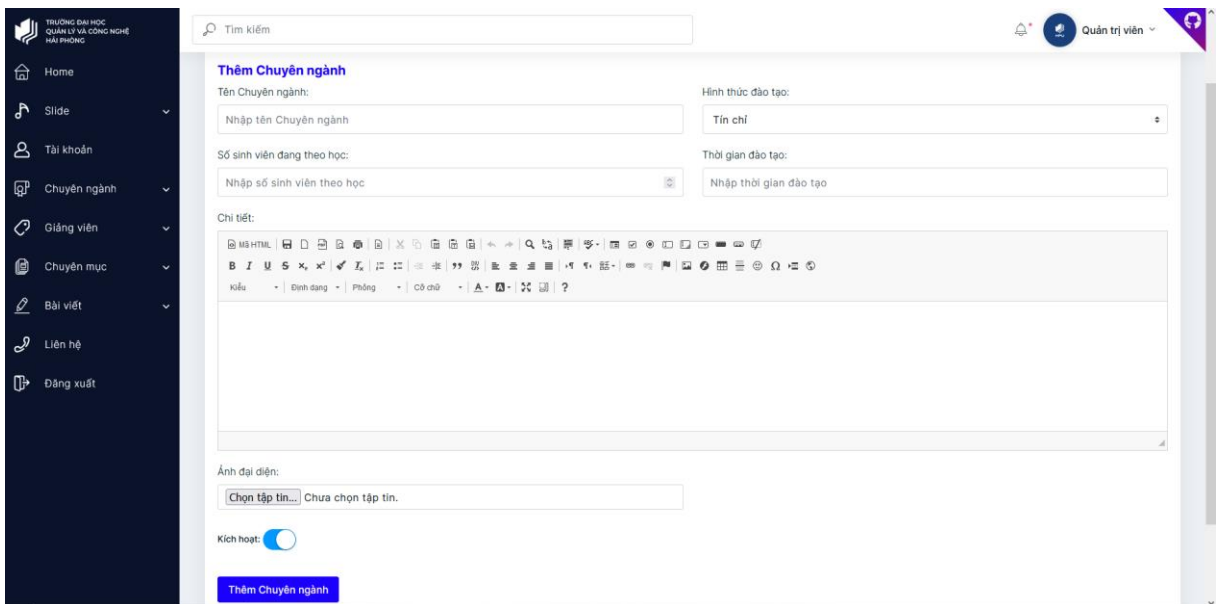 TRƯỜNG ĐẠI HỌC
QUẢN LÝ VÀ CÔNG NGHỆ
HẢI PHÒNG
Tìm kiếm
Quản trị viên
Home
Slide
Tài khoản
Chuyên ngành
Giảng viên
Chuyên mục
Bài viết
Liên hệ
Đăng xuất
Thêm Chuyên ngành
Tên Chuyên ngành:
Hình thức đào tạo:
Nhập tên Chuyên ngành
Tín chỉ
Số sinh viên đang theo học:
Thời gian đào tạo:
Nhập số sinh viên theo học
Nhập thời gian đào tạo
Chi tiết:
Mã HTML
Kiểu Định dạng Phông Cỡ chữ
Ảnh đại diện:
Chọn tập tin... Chưa chọn tập tin.
Kích hoạt:
Thêm Chuyên ngành